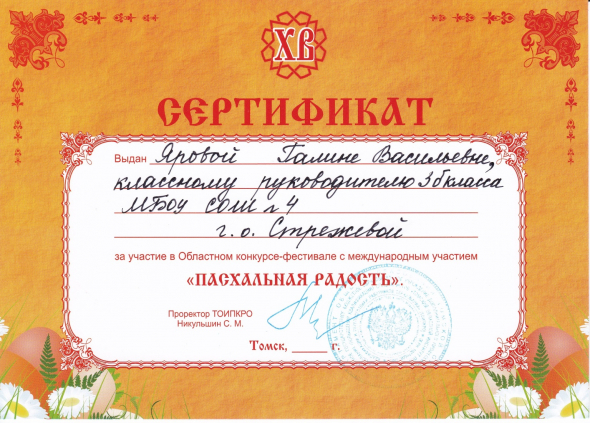 ХВ
СЕРТИФИКАТ
Выдан Яровой Галине Васильевне,
классному руководителю 3б класса
МБОУ СОШ № 4
г.о. Стрежевой
за участие в Областном конкурсе-фестивале с международным участием
«ПАСХАЛЬНАЯ РАДОСТЬ».
Проректор ТОИПКРО
Никульшин С. М.
Томск, ______ г.